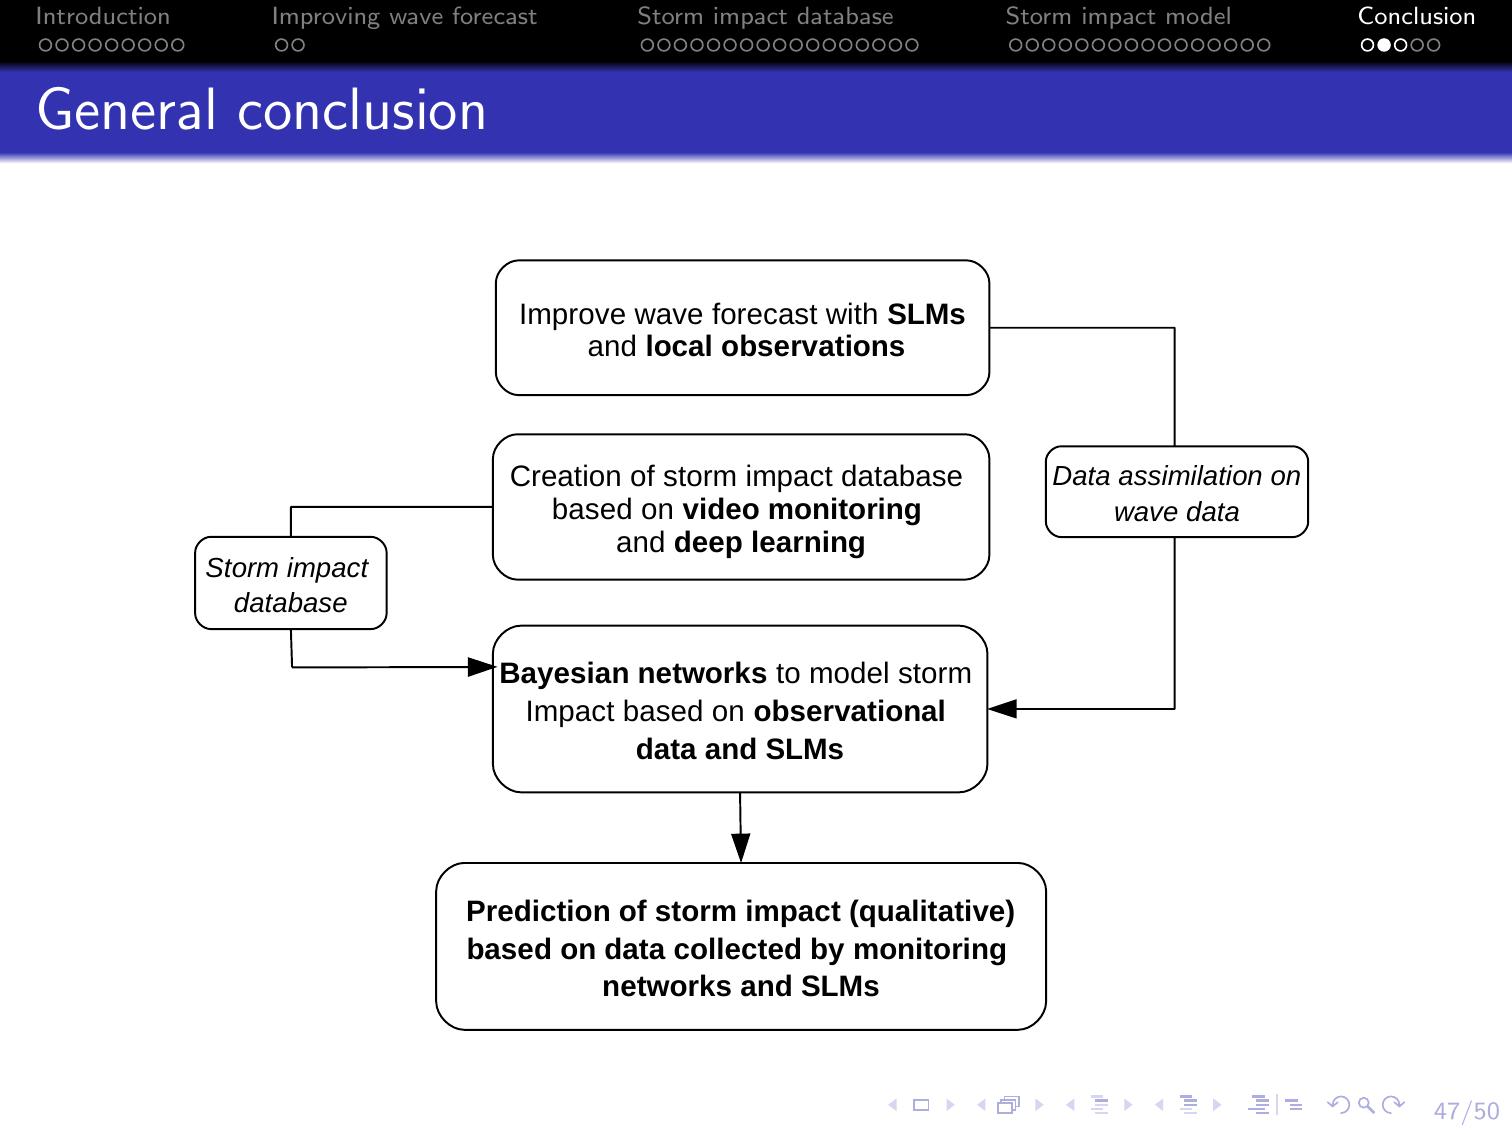 Introduction
Improving wave forecast
Storm impact database
Storm impact model
Conclusion
General conclusion
Improve wave forecast with SLMs
and local observations
Creation of storm impact database
based on video monitoring
and deep learning
Data assimilation on
wave data
Storm impact
database
Bayesian networks to model storm
Impact based on observational
data and SLMs
Prediction of storm impact (qualitative)
based on data collected by monitoring
networks and SLMs
47/50